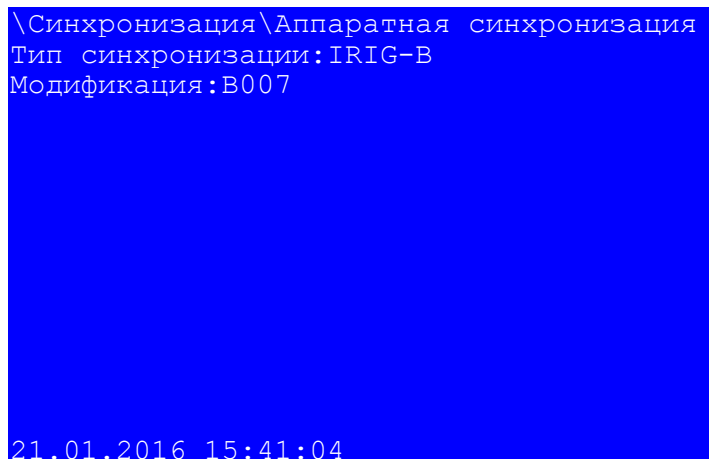 \Синхронизация\Аппаратная синхронизация
Тип синхронизации:IRIG-B
Модификация:B007
21.01.2016 15:41:04